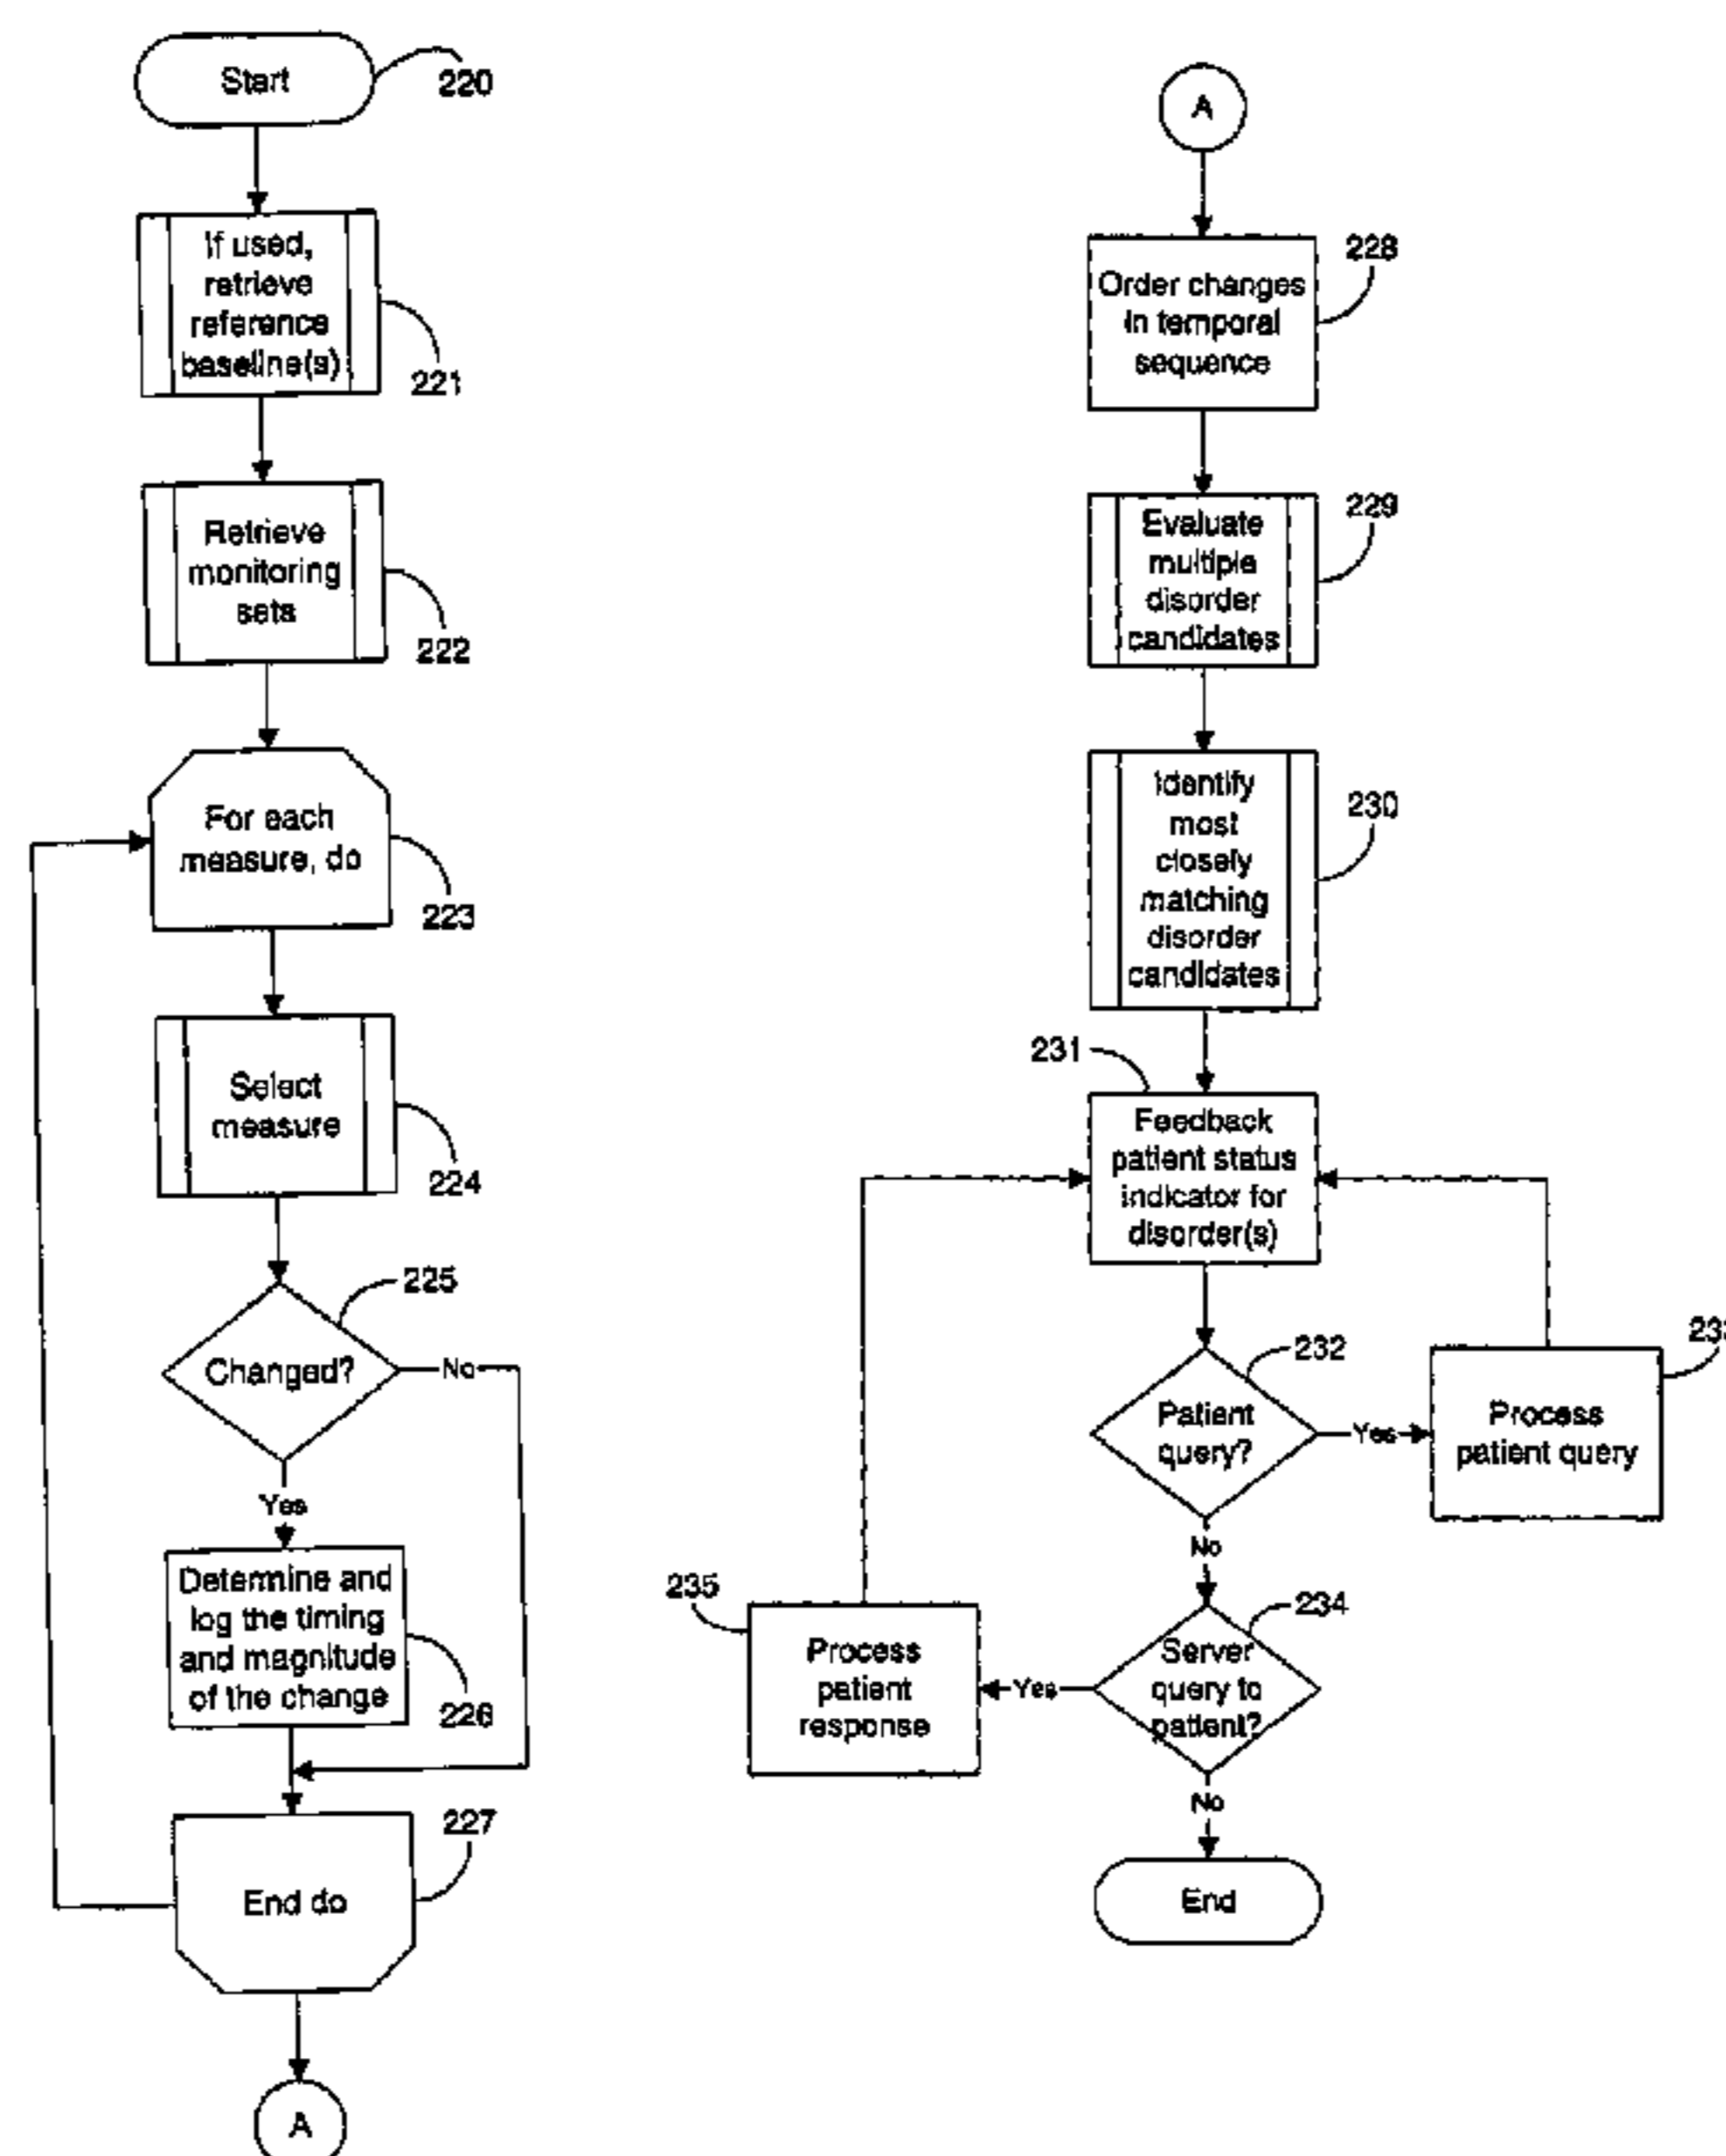 Start
220
If used,
retrieve
reference
baseline(s)
221
Retrieve
monitoring
sets
222
For each
measure, do
223
Select
measure
224
225
Changed?
No
Yes
Determine and
log the timing
and magnitude
of the change
226
227
End do
A
A
228
Order changes
in temporal
sequence
229
Evaluate
multiple
disorder
candidates
230
Identify
most
closely
matching
disorder
candidates
231
Feedback
patient status
indicator for
disorder(s)
232
Patient
query?
Yes
233
Process
patient query
No
234
Server
query to
patient?
Yes
235
Process
patient
response
No
End